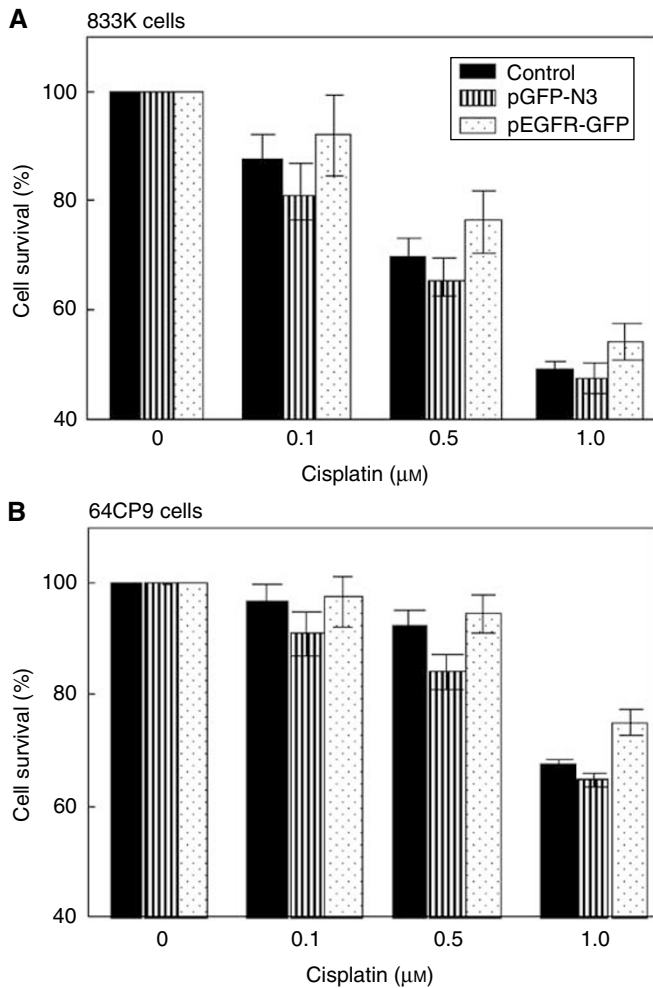 A 833K cells
Control
pGFP-N3
pEGFR-GFP
100
80
60
40
Cell survival (%)
0 0.1 0.5 1.0
Cisplatin (μM)
B 64CP9 cells
100
80
60
40
Cell survival (%)
0 0.1 0.5 1.0
Cisplatin (μM)